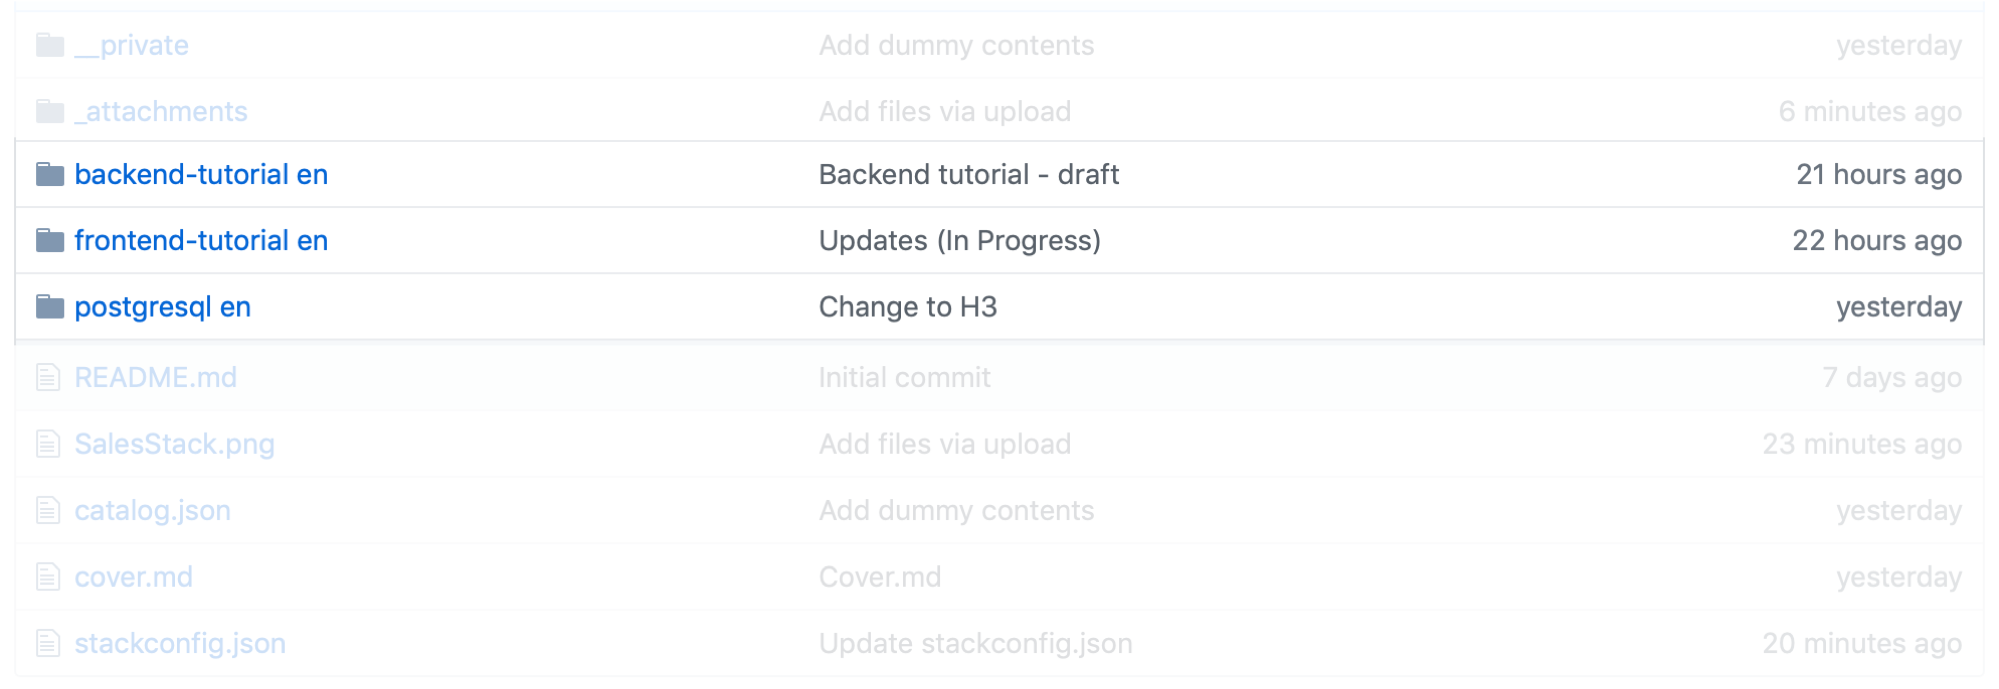 __private Add dummy contents yesterday
_attachments Add files via upload 6 minutes ago
backend-tutorial en Backend tutorial - draft 21 hours ago
frontend-tutorial en Updates (In Progress) 22 hours ago
postgresql en Change to H3 yesterday
README.md Initial commit 7 days ago
SalesStack.png Add files via upload 23 minutes ago
catalog.json Add dummy contents yesterday
cover.md Cover.md yesterday
stackconfig.json Update stackconfig.json 20 minutes ago